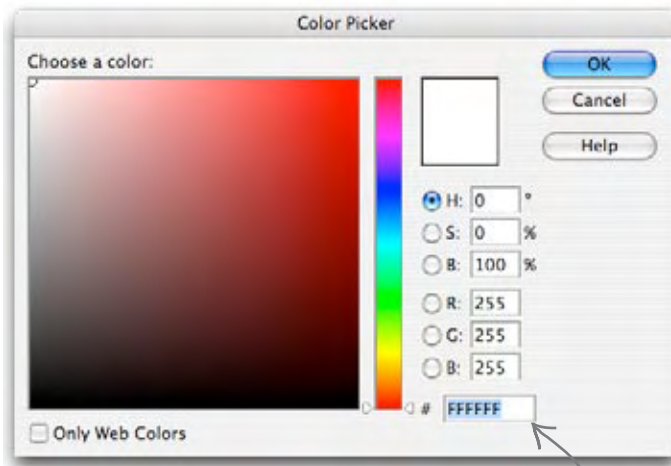 Color Picker
Choose a color:
OK
Cancel
Help
H: 0 °
S: 0 %
B: 100 %
R: 255
G: 255
B: 255
# FFFFFF
Only Web Colors